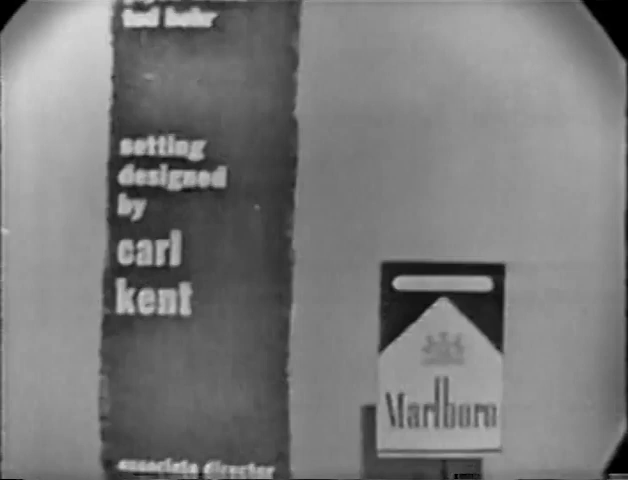 ted bohr
setting
designed
by
carl
kent
Marlboro
associate director